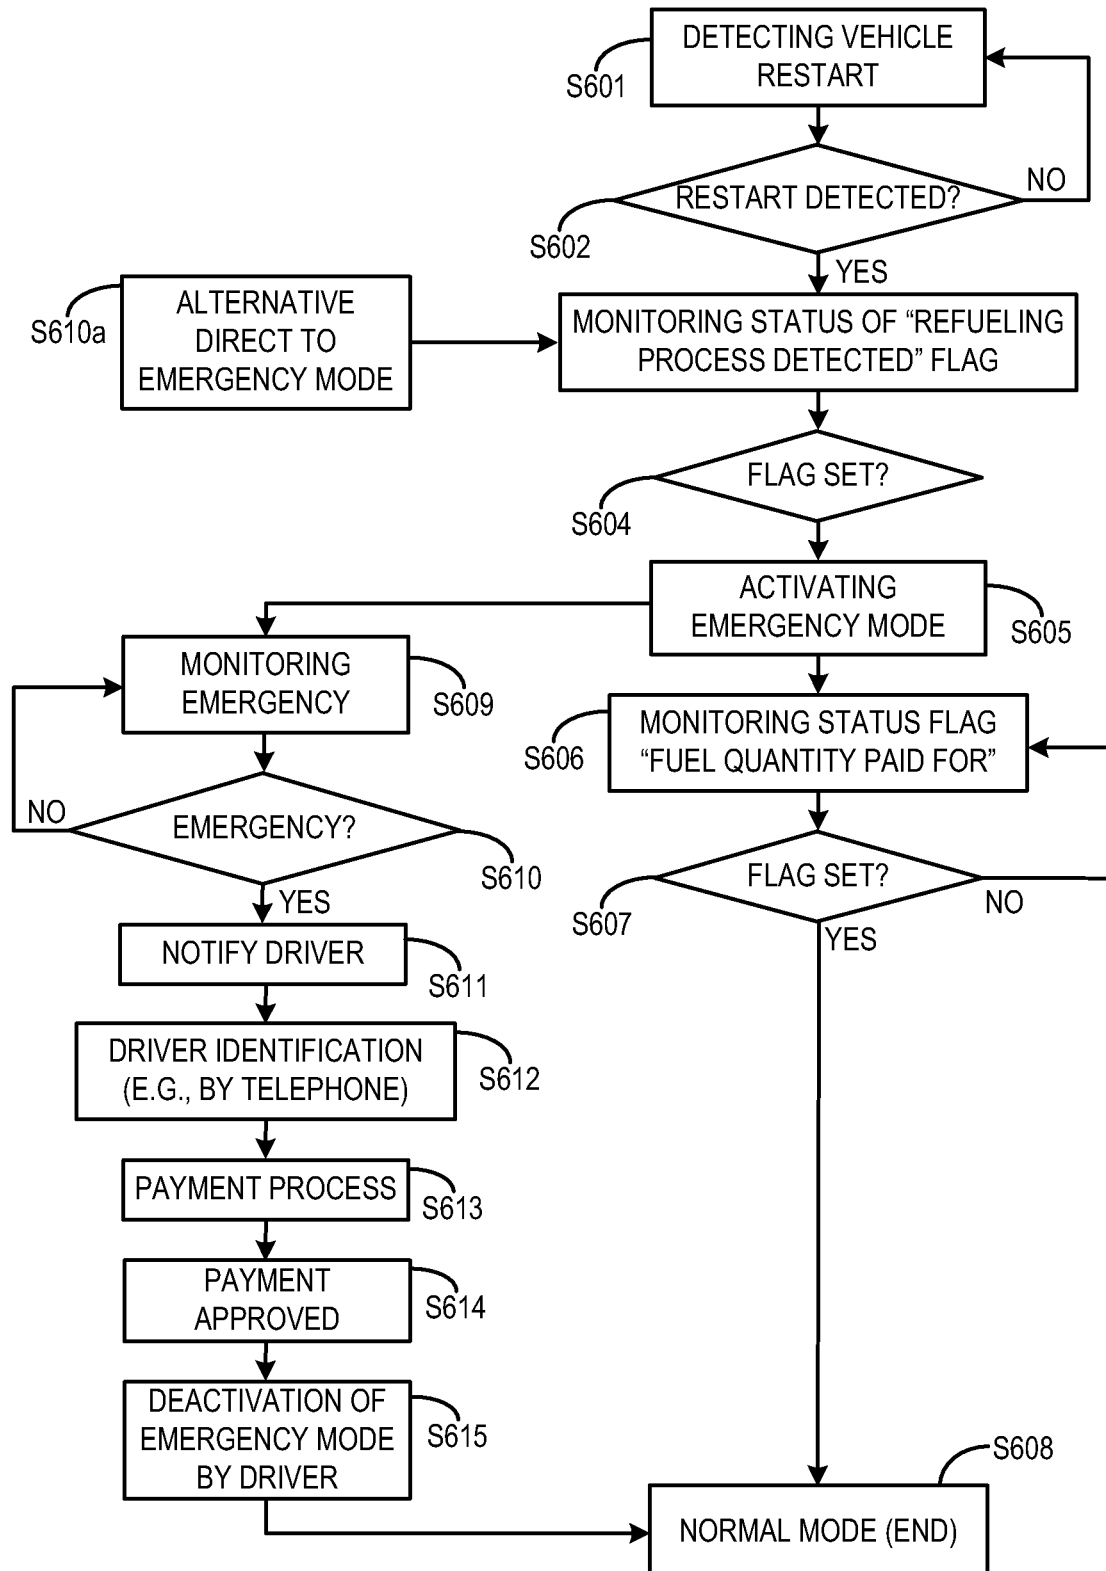 DETECTING VEHICLE
RESTART
S601
RESTART DETECTED?
NO
S602
YES
ALTERNATIVE
DIRECT TO
EMERGENCY MODE
S610a
MONITORING STATUS OF “REFUELING
PROCESS DETECTED” FLAG
FLAG SET?
S604
ACTIVATING
EMERGENCY MODE
S605
MONITORING
EMERGENCY
S609
MONITORING STATUS FLAG
“FUEL QUANTITY PAID FOR”
S606
NO
EMERGENCY?
S610
YES
FLAG SET?
S607
NO
YES
NOTIFY DRIVER
S611
DRIVER IDENTIFICATION
(E.G., BY TELEPHONE)
S612
PAYMENT PROCESS
S613
PAYMENT
APPROVED
S614
DEACTIVATION OF
EMERGENCY MODE
BY DRIVER
S615
S608
NORMAL MODE (END)